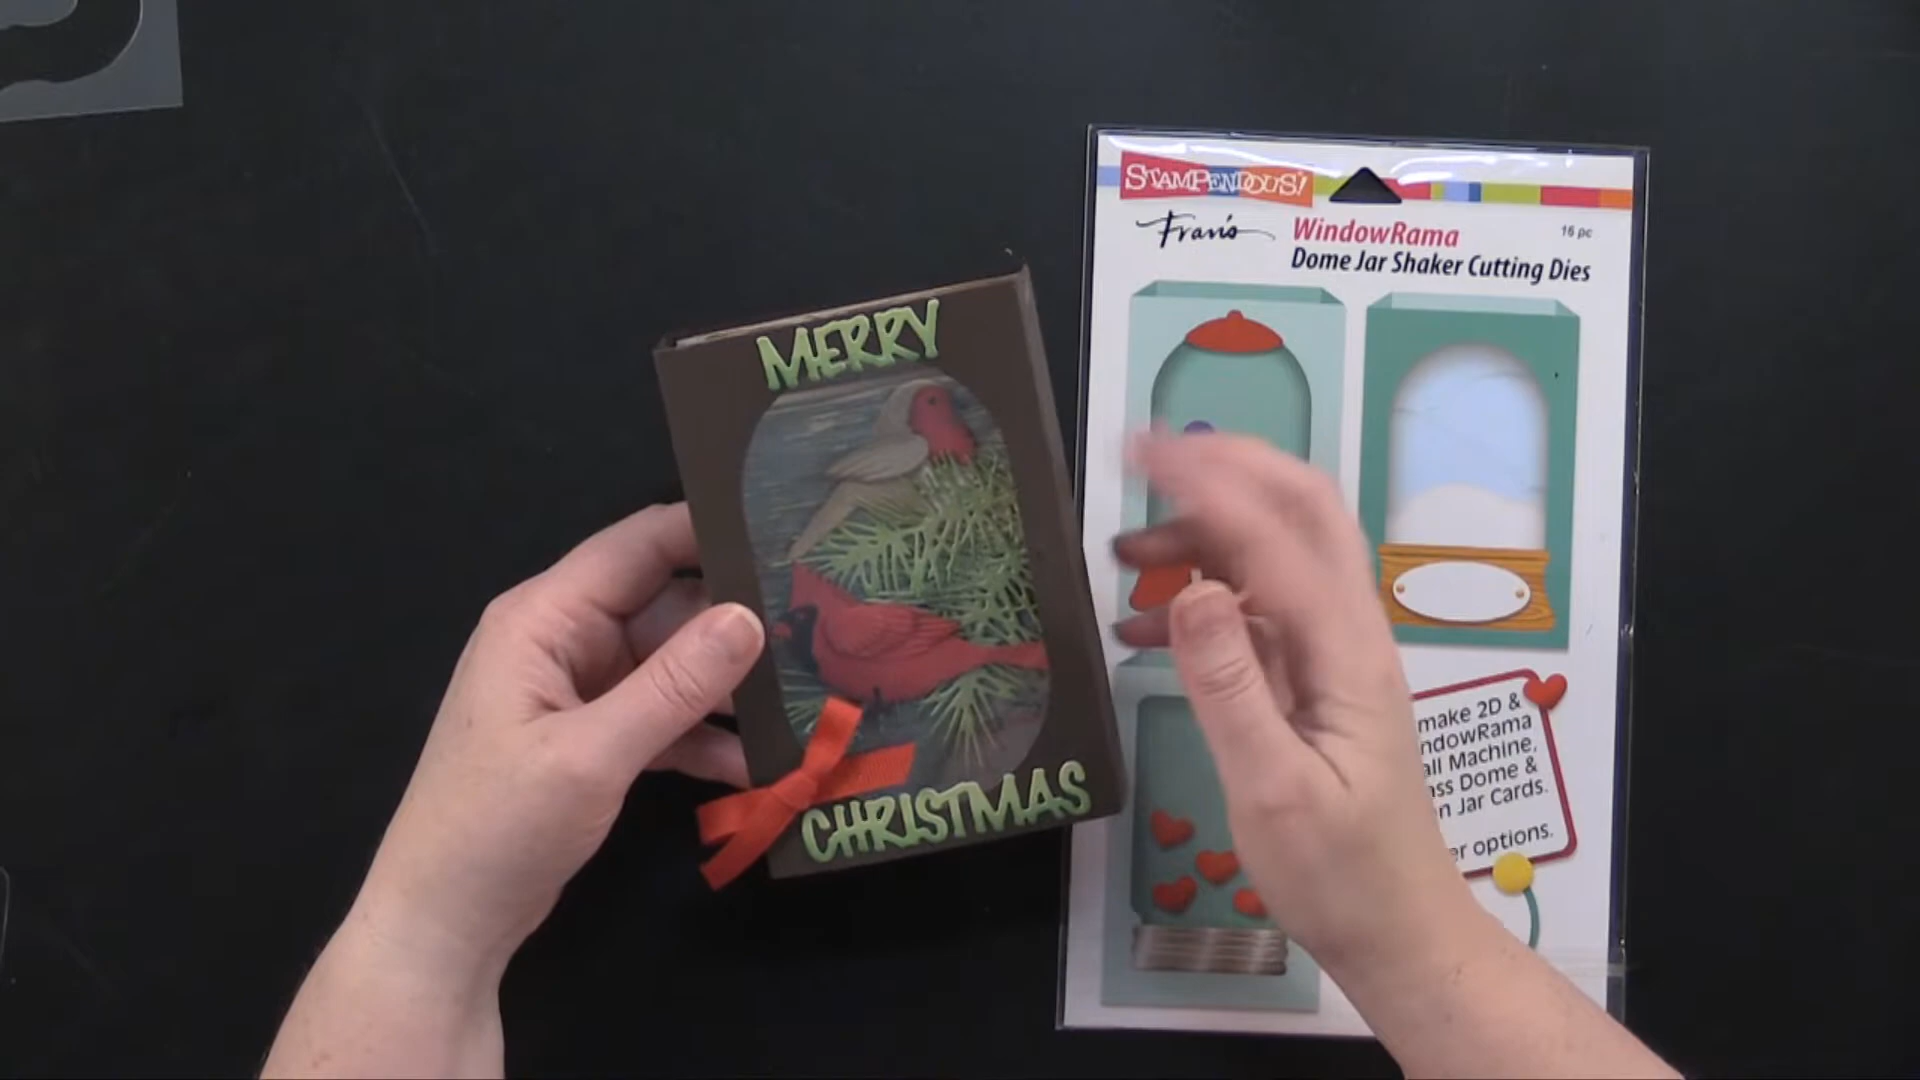 MERRY
CHRISTMAS
STAMPENDOUS!
Fran's
WindowRama
16 pc
Dome Jar Shaker Cutting Dies
make 2D &
ndowRama
all Machine,
ass Dome &
n Jar Cards.
er options.